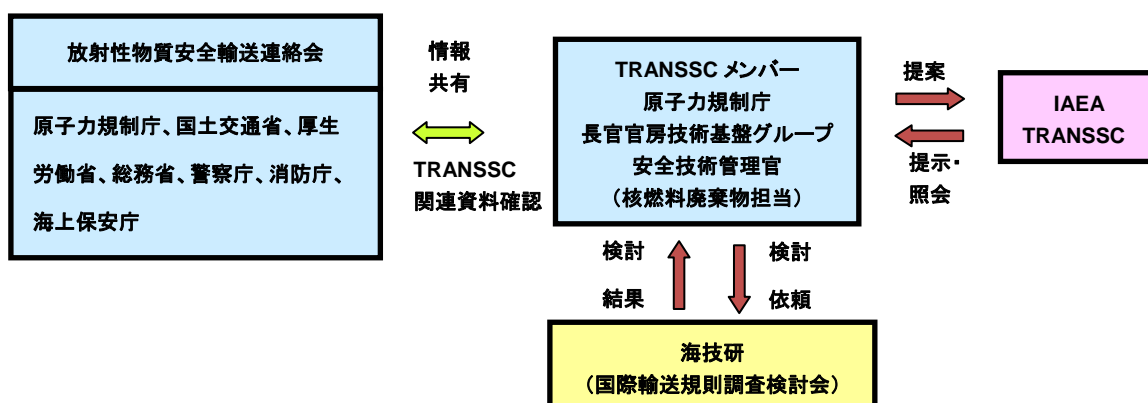 放射性物質安全輸送連絡会
原子力規制庁、国土交通省、厚生
労働省、総務省、警察庁、消防庁、
海上保安庁
情報
共有
TRANSSC
関連資料確認
TRANSSC メンバー
原子力規制庁
長官官房技術基盤グループ
安全技術管理官
（核燃料廃棄物担当）
提案
提示・
照会
IAEA
TRANSSC
検討
結果
検討
依頼
海技研
（国際輸送規則調査検討会）